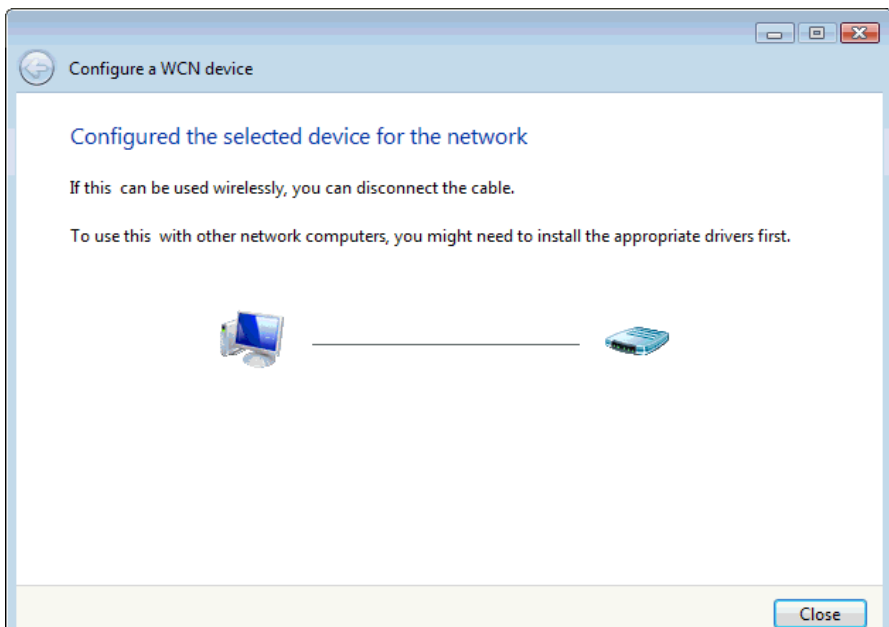 Configure a WCN device
Configured the selected device for the network
If this  can be used wirelessly, you can disconnect the cable.
To use this  with other network computers, you might need to install the appropriate drivers first.
Close